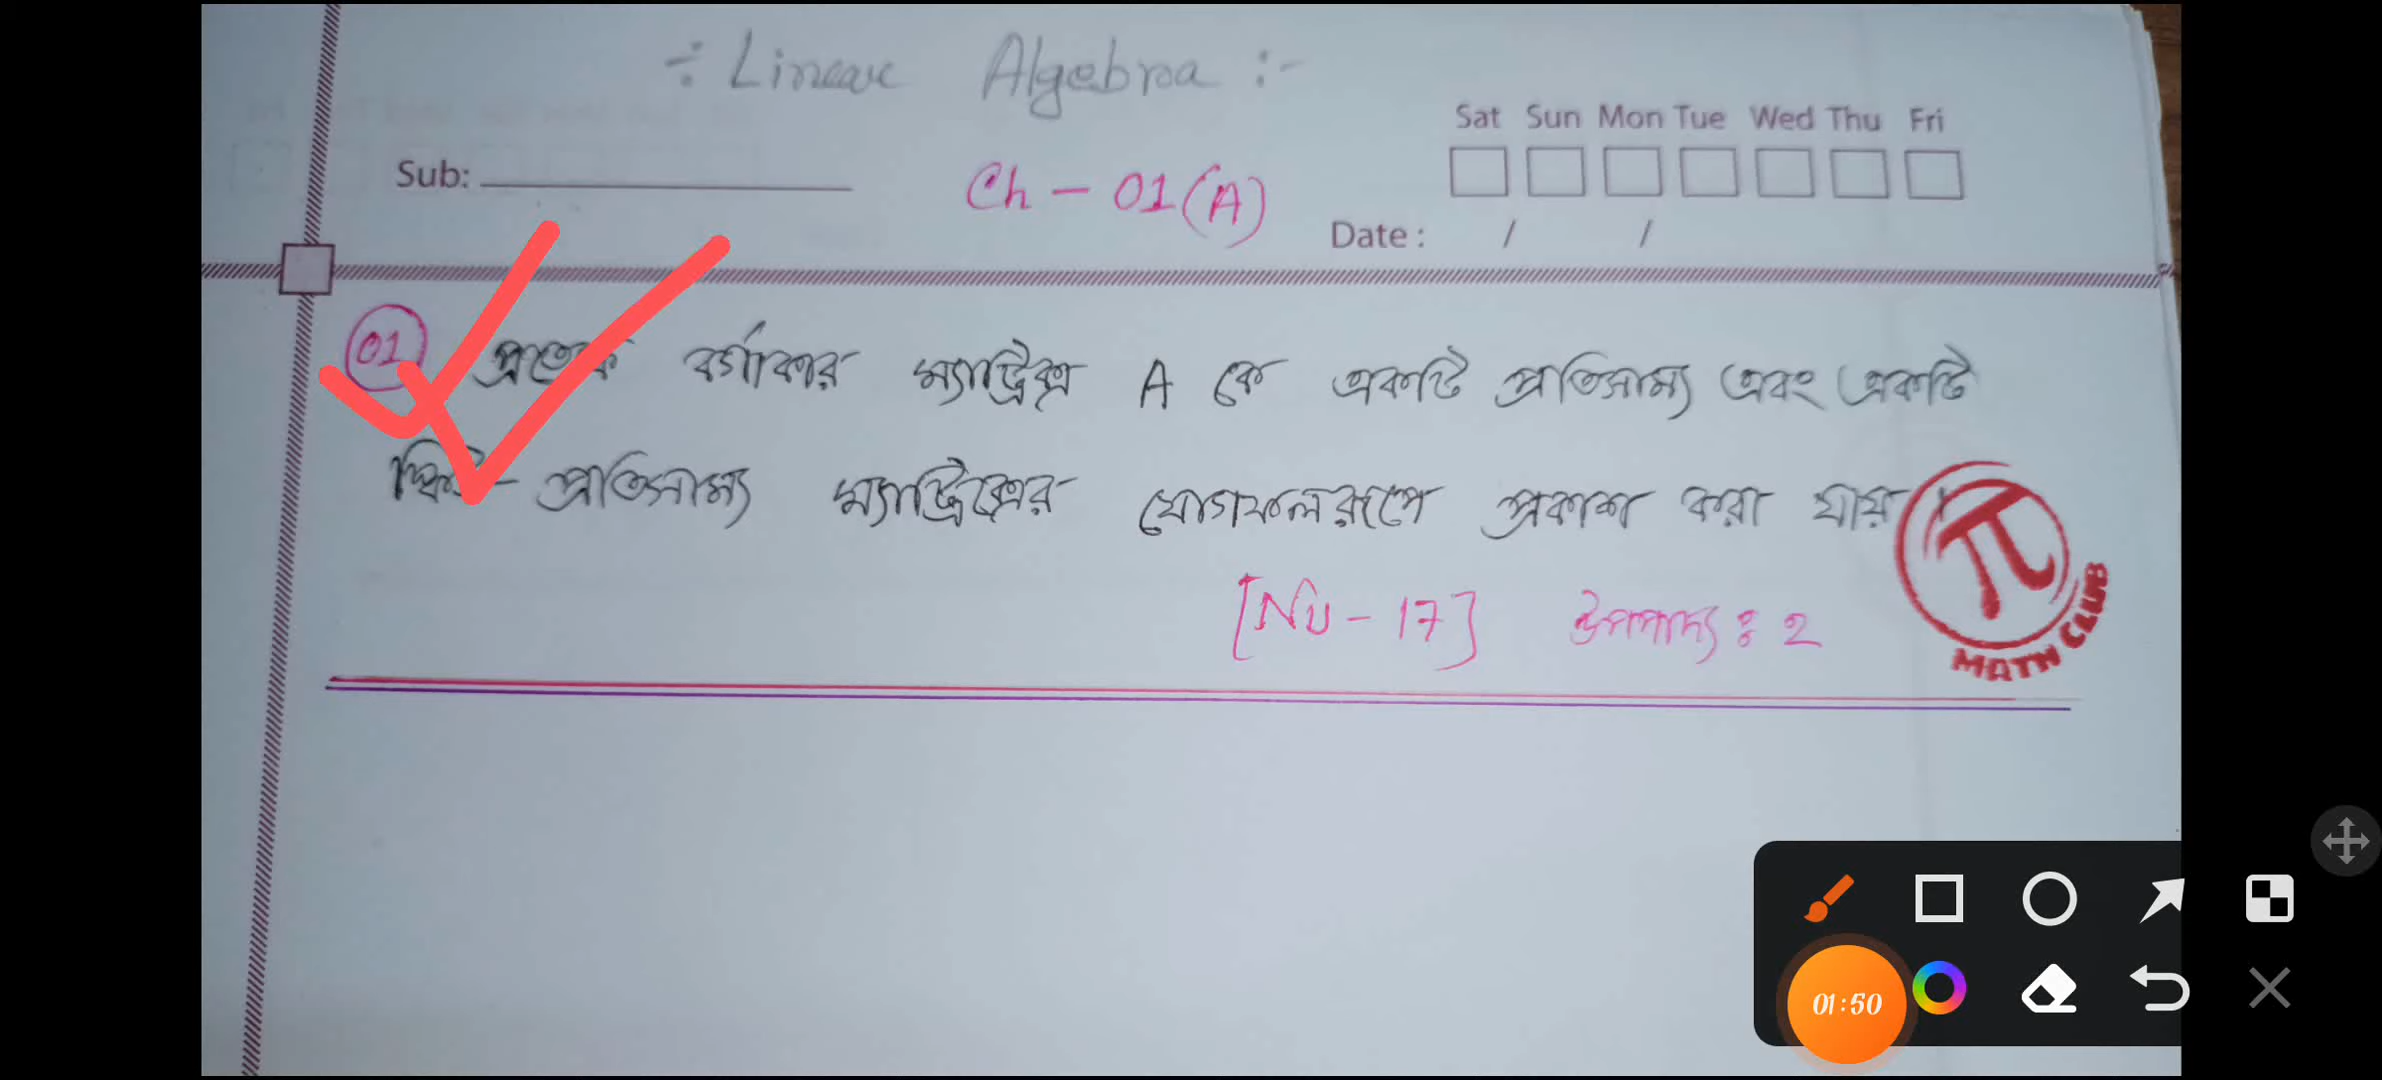 ÷ Linear Algebra :-
Sat Sun Mon Tue Wed Thu Fri
Sub:
Ch - 01(A)
Date : / /
01 প্রত্যেক বর্গাকার ম্যাট্রিক্স A কে একটি প্রতিসাম্য এবং একটি
প্রতিসাম্য ম্যাট্রিক্সের যোগফলরূপে প্রকাশ করা যায়।
[NU - 17] উপপাদ্য : ২
π
MATH CLUB
01:50